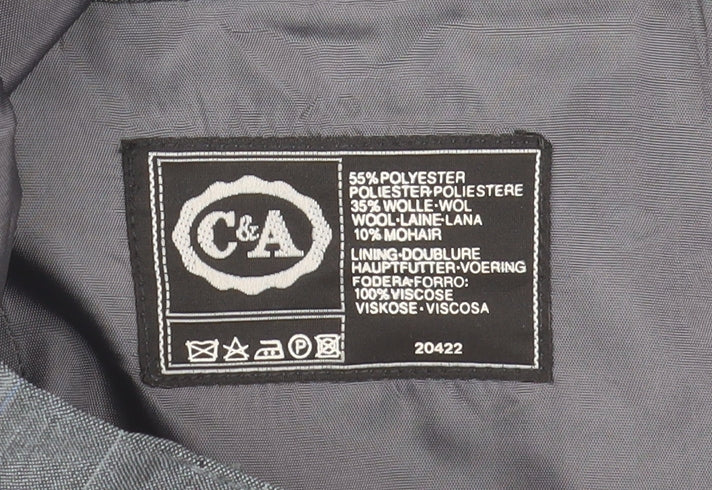 C&A
55% POLYESTER
POLIESTER·POLIESTERE
35% WOLLE·WOL
WOOL·LAINE·LANA
10% MOHAIR
LINING·DOUBLURE
HAUPTFUTTER·VOERING
FODERA·FORRO:
100% VISCOSE
VISKOSE·VISCOSA
P
20422